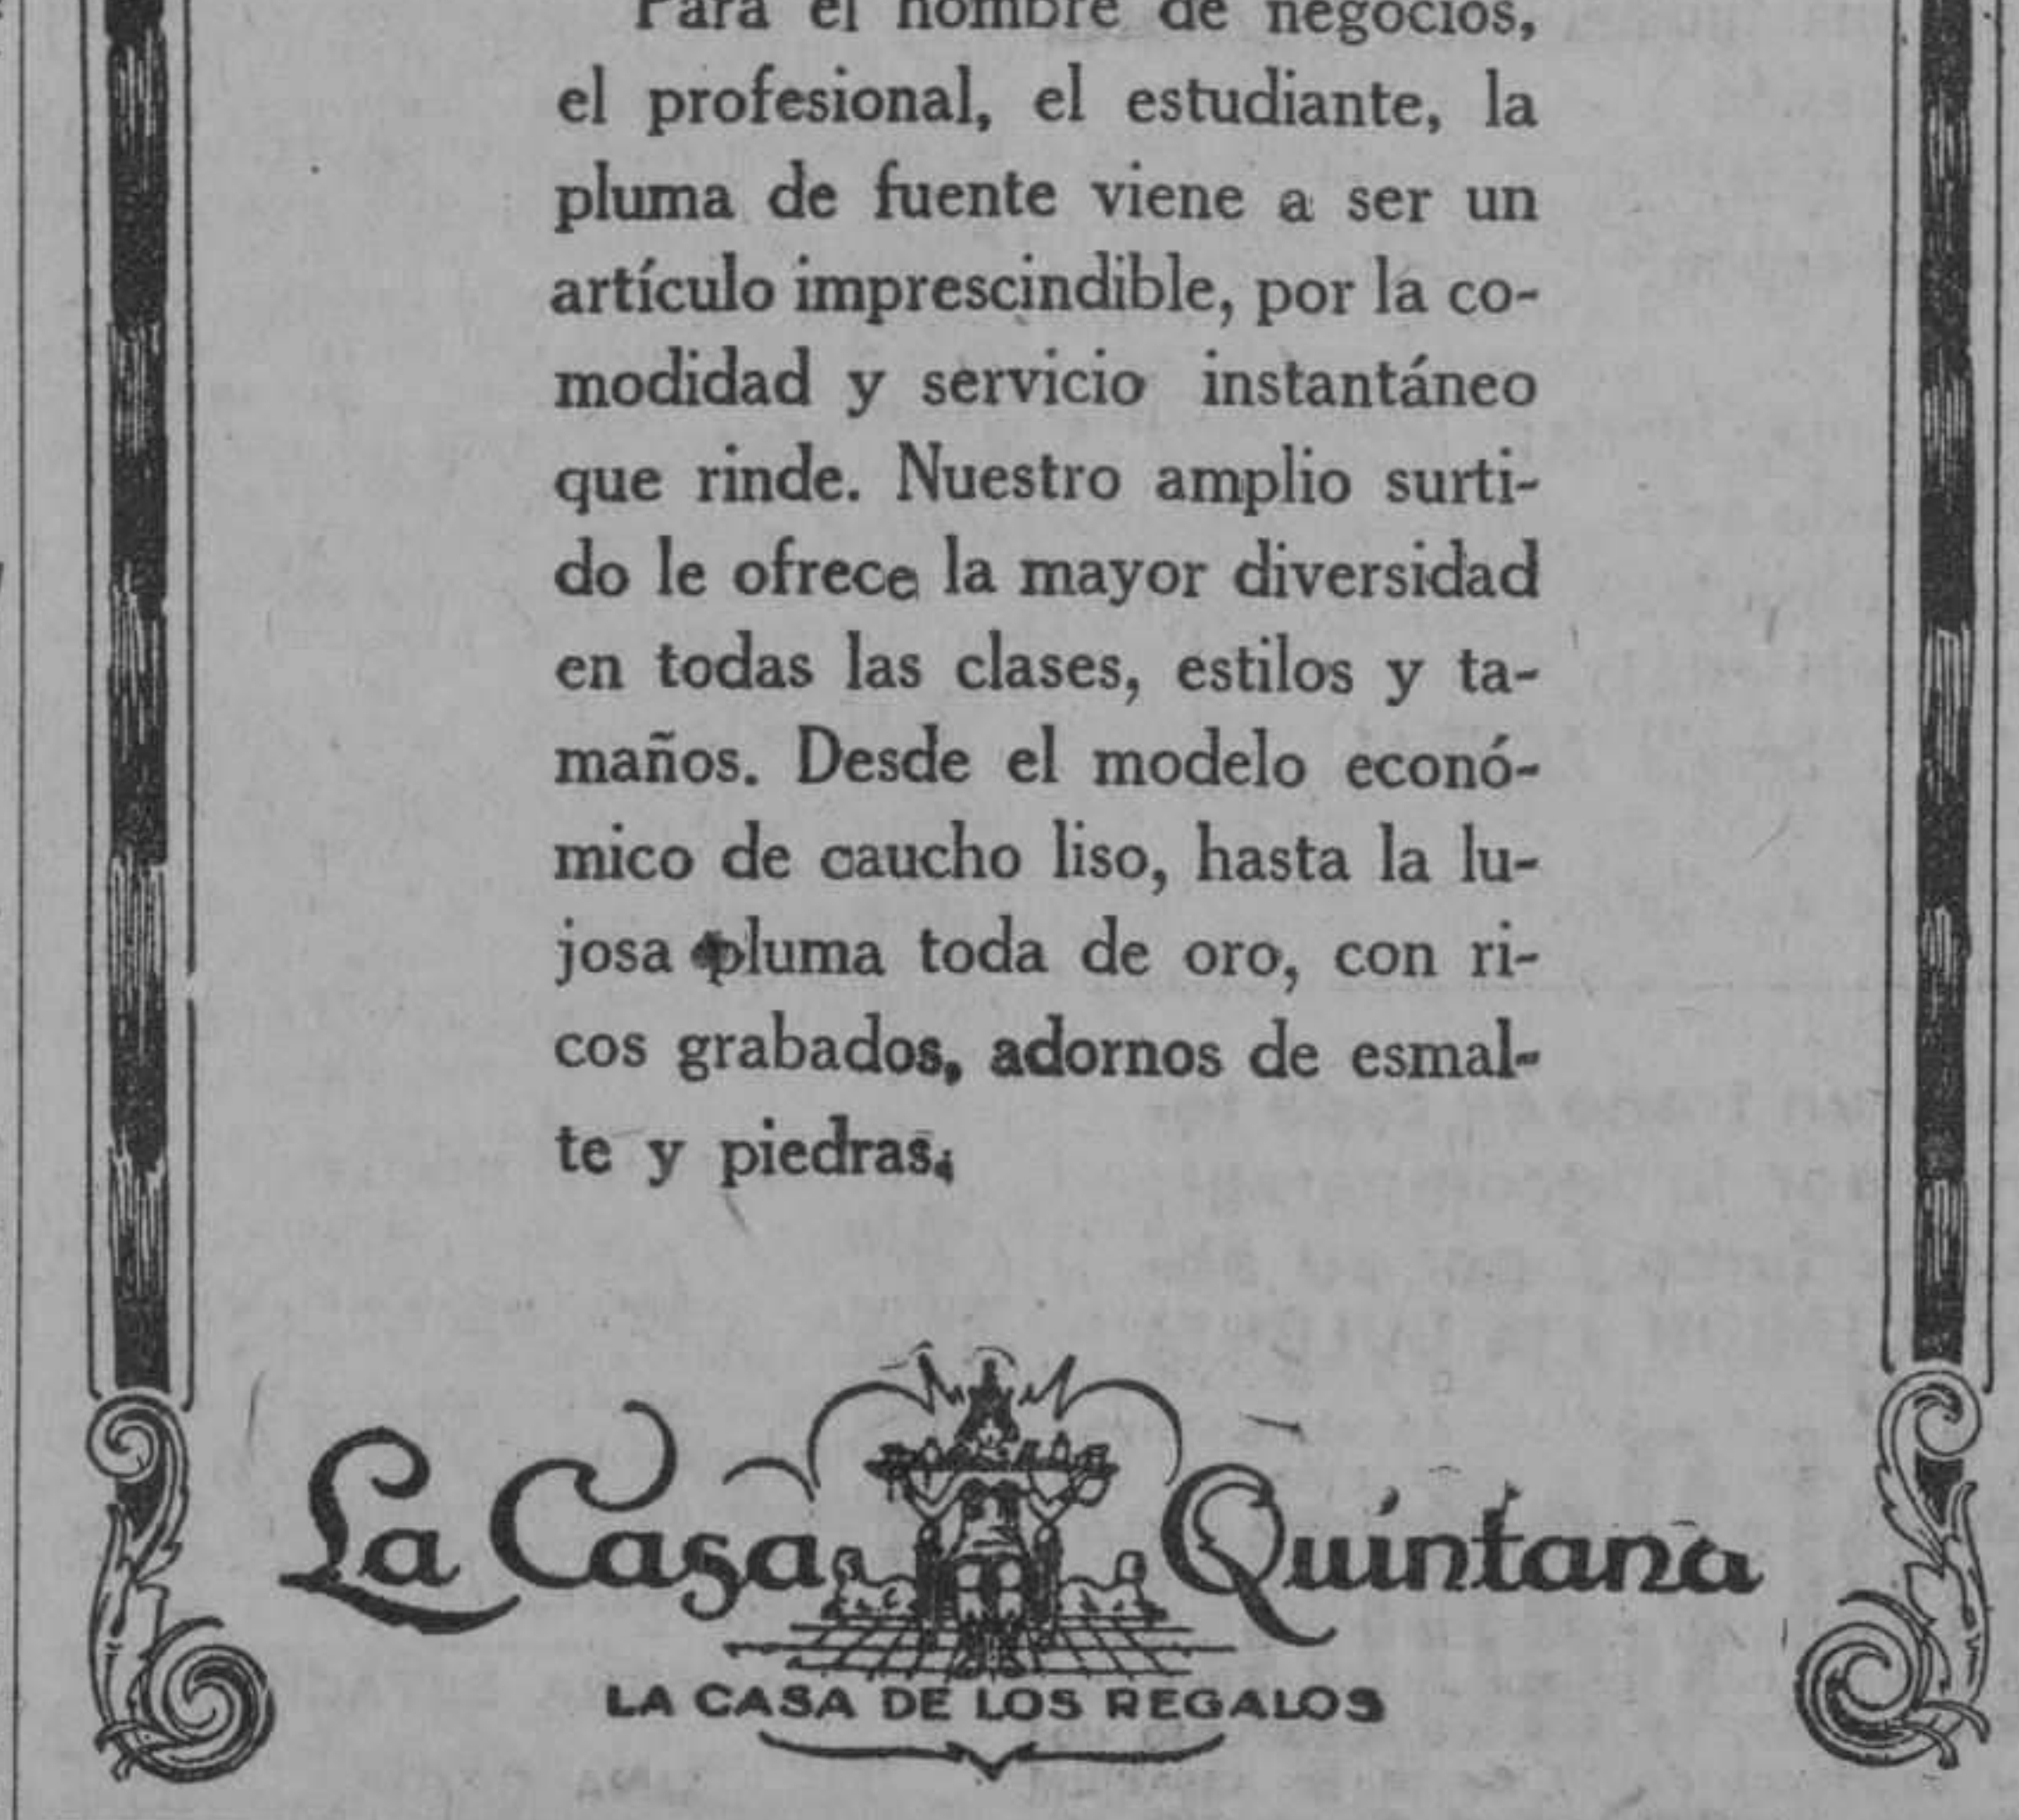 Para el hombre de negocios,
el profesional, el estudiante, la
pluma de fuente viene a ser un
artículo imprescindible, por la co-
modidad y servicio instantáneo
que rinde. Nuestro amplio surti-
do le ofrece la mayor diversidad
en todas las clases, estilos y ta-
maños. Desde el modelo econó-
mico de caucho liso, hasta la lu-
josa pluma toda de oro, con ri-
cos grabados, adornos de esmal-
te y piedras.
La Casa Quintana
LA CASA DE LOS REGALOS